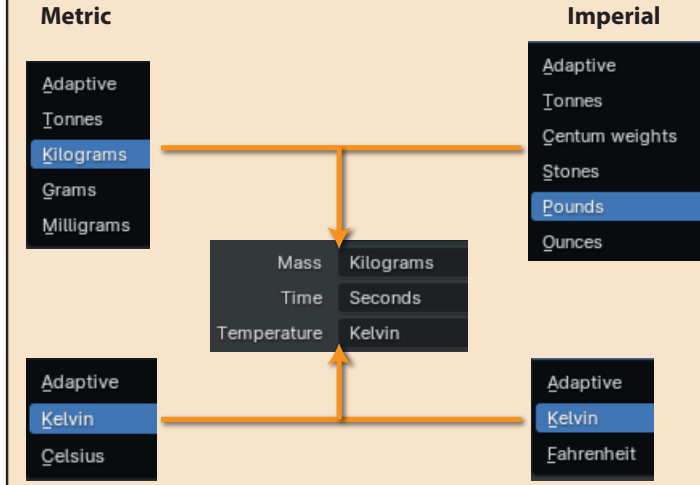 Metric
Imperial
Adaptive
Tonnes
Kilograms
Grams
Milligrams
Adaptive
Tonnes
Centum weights
Stones
Pounds
Ounces
Mass Kilograms
Time Seconds
Temperature Kelvin
Adaptive
Kelvin
Celsius
Adaptive
Kelvin
Fahrenheit